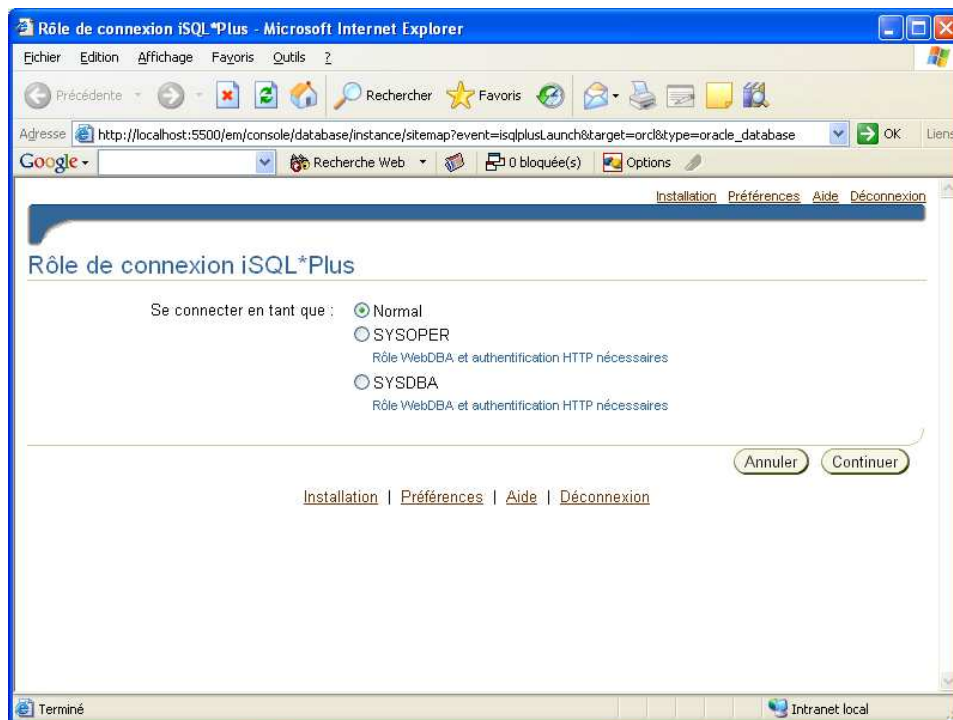 Rôle de connexion iSQL*Plus - Microsoft Internet Explorer
Fichier Edition Affichage Favoris Outils ?
Précédente Rechercher Favoris
Adresse http://localhost:5500/em/console/database/instance/sitemap?event=isqlplusLaunch&target=orcl&type=oracle_database OK Liens
Google Recherche Web 0 bloquée(s) Options
Installation Préférences Aide Déconnexion
Rôle de connexion iSQL*Plus
Se connecter en tant que : Normal
SYSOPER
Rôle WebDBA et authentification HTTP nécessaires
SYSDBA
Rôle WebDBA et authentification HTTP nécessaires
Annuler Continuer
Installation | Préférences | Aide | Déconnexion
Terminé Intranet local